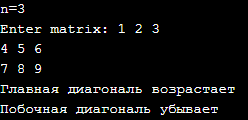 n=3
Enter matrix: 1 2 3
4 5 6
7 8 9
Главная диагональ возрастает
Побочная диагональ убывает